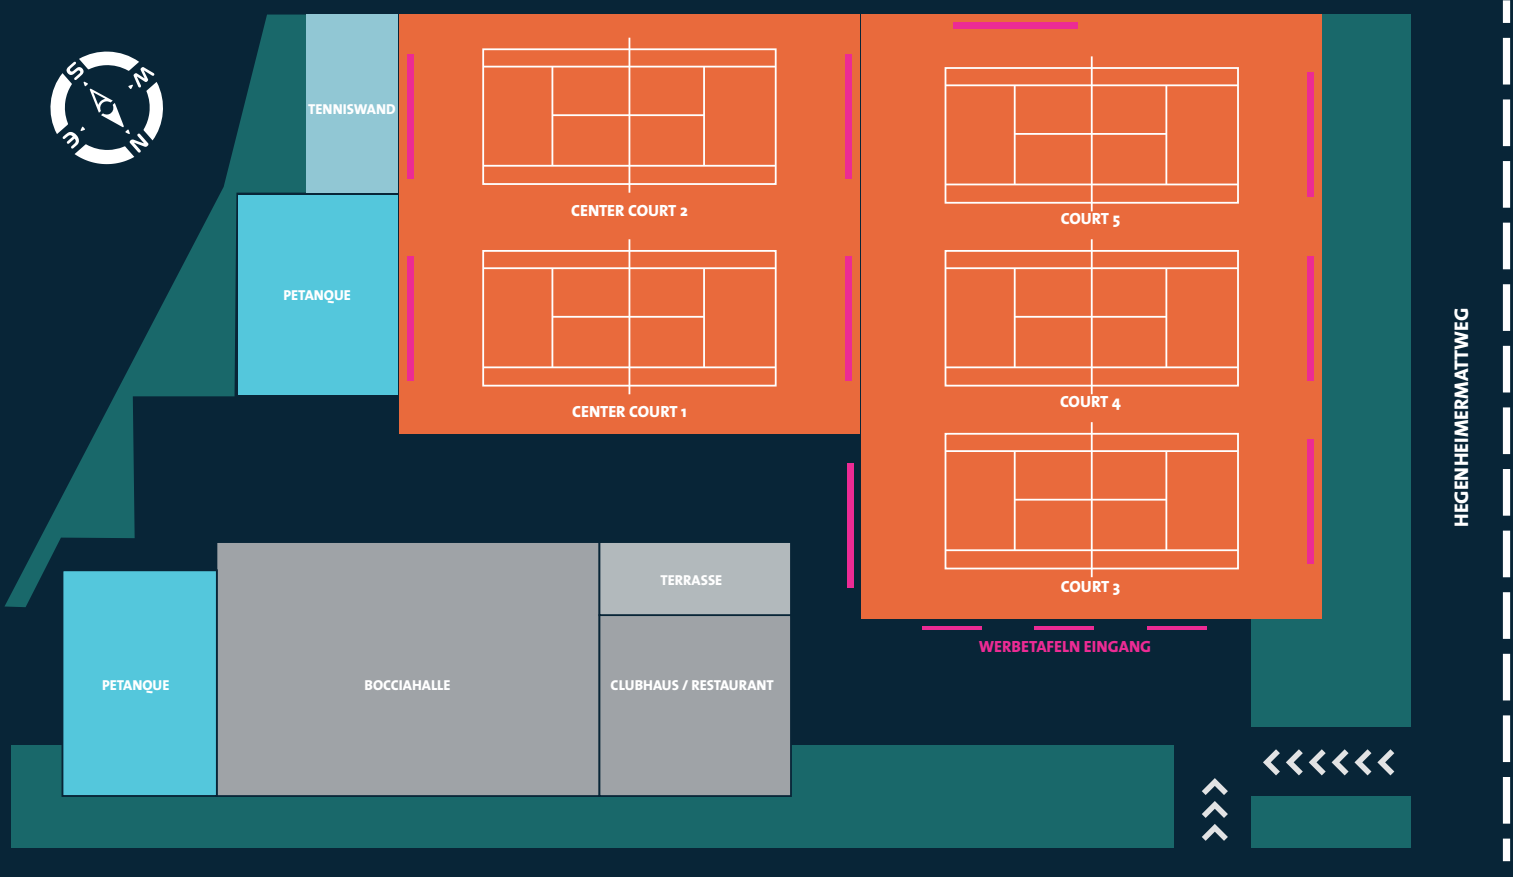 S
W
E
N
TENNISWAND
PETANQUE
CENTER COURT 2
CENTER COURT 1
COURT 5
COURT 4
COURT 3
WERBETAFELN EINGANG
HEGENHEIMERMATTWEG
TERRASSE
PETANQUE
BOCCIAHALLE
CLUBHAUS / RESTAURANT